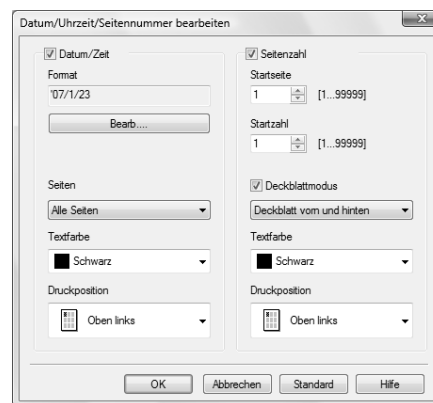 Datum/Uhrzeit/Seitennummer bearbeiten
Datum/Zeit
Format
'07/1/23
Bearb....
Seiten
Alle Seiten
Textfarbe
Schwarz
Druckposition
Oben links
Seitenzahl
Startseite
1 [1...99999]
Startzahl
1 [1...99999]
Deckblattmodus
Deckblatt vorn und hinten
Textfarbe
Schwarz
Druckposition
Oben links
OK Abbrechen Standard Hilfe